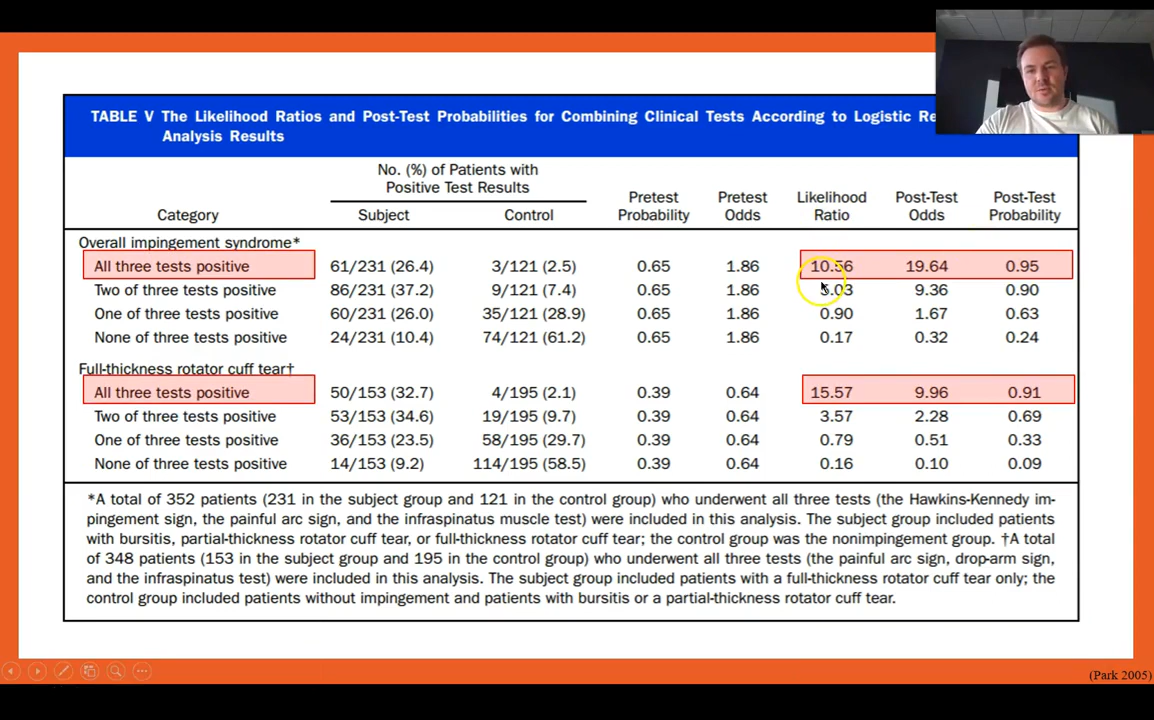 TABLE V The Likelihood Ratios and Post-Test Probabilities for Combining Clinical Tests According to Logistic
Analysis Results
No. (%) of Patients with
Positive Test Results
Pretest Pretest Likelihood Post-Test Post-Test
Category Subject Control Probability Odds Ratio Odds Probability
Overall impingement syndrome*
All three tests positive 61/231 (26.4) 3/121 (2.5) 0.65 1.86 10.56 19.64 0.95
Two of three tests positive 86/231 (37.2) 9/121 (7.4) 0.65 1.86 9.36 0.90
One of three tests positive 60/231 (26.0) 35/121 (28.9) 0.65 1.86 0.90 1.67 0.63
None of three tests positive 24/231 (10.4) 74/121 (61.2) 0.65 1.86 0.17 0.32 0.24
Full-thickness rotator cuff tear†
All three tests positive 50/153 (32.7) 4/195 (2.1) 0.39 0.64 15.57 9.96 0.91
Two of three tests positive 53/153 (34.6) 19/195 (9.7) 0.39 0.64 3.57 2.28 0.69
One of three tests positive 36/153 (23.5) 58/195 (29.7) 0.39 0.64 0.79 0.51 0.33
None of three tests positive 14/153 (9.2) 114/195 (58.5) 0.39 0.64 0.16 0.10 0.09
*A total of 352 patients (231 in the subject group and 121 in the control group) who underwent all three tests (the Hawkins-Kennedy im-
pingement sign, the painful arc sign, and the infraspinatus muscle test) were included in this analysis. The subject group included patients
with bursitis, partial-thickness rotator cuff tear, or full-thickness rotator cuff tear; the control group was the nonimpingement group. †A total
of 348 patients (153 in the subject group and 195 in the control group) who underwent all three tests (the painful arc sign, drop-arm sign,
and the infraspinatus test) were included in this analysis. The subject group included patients with a full-thickness rotator cuff tear only; the
control group included patients without impingement and patients with bursitis or a partial-thickness rotator cuff tear.
(Park 2005)